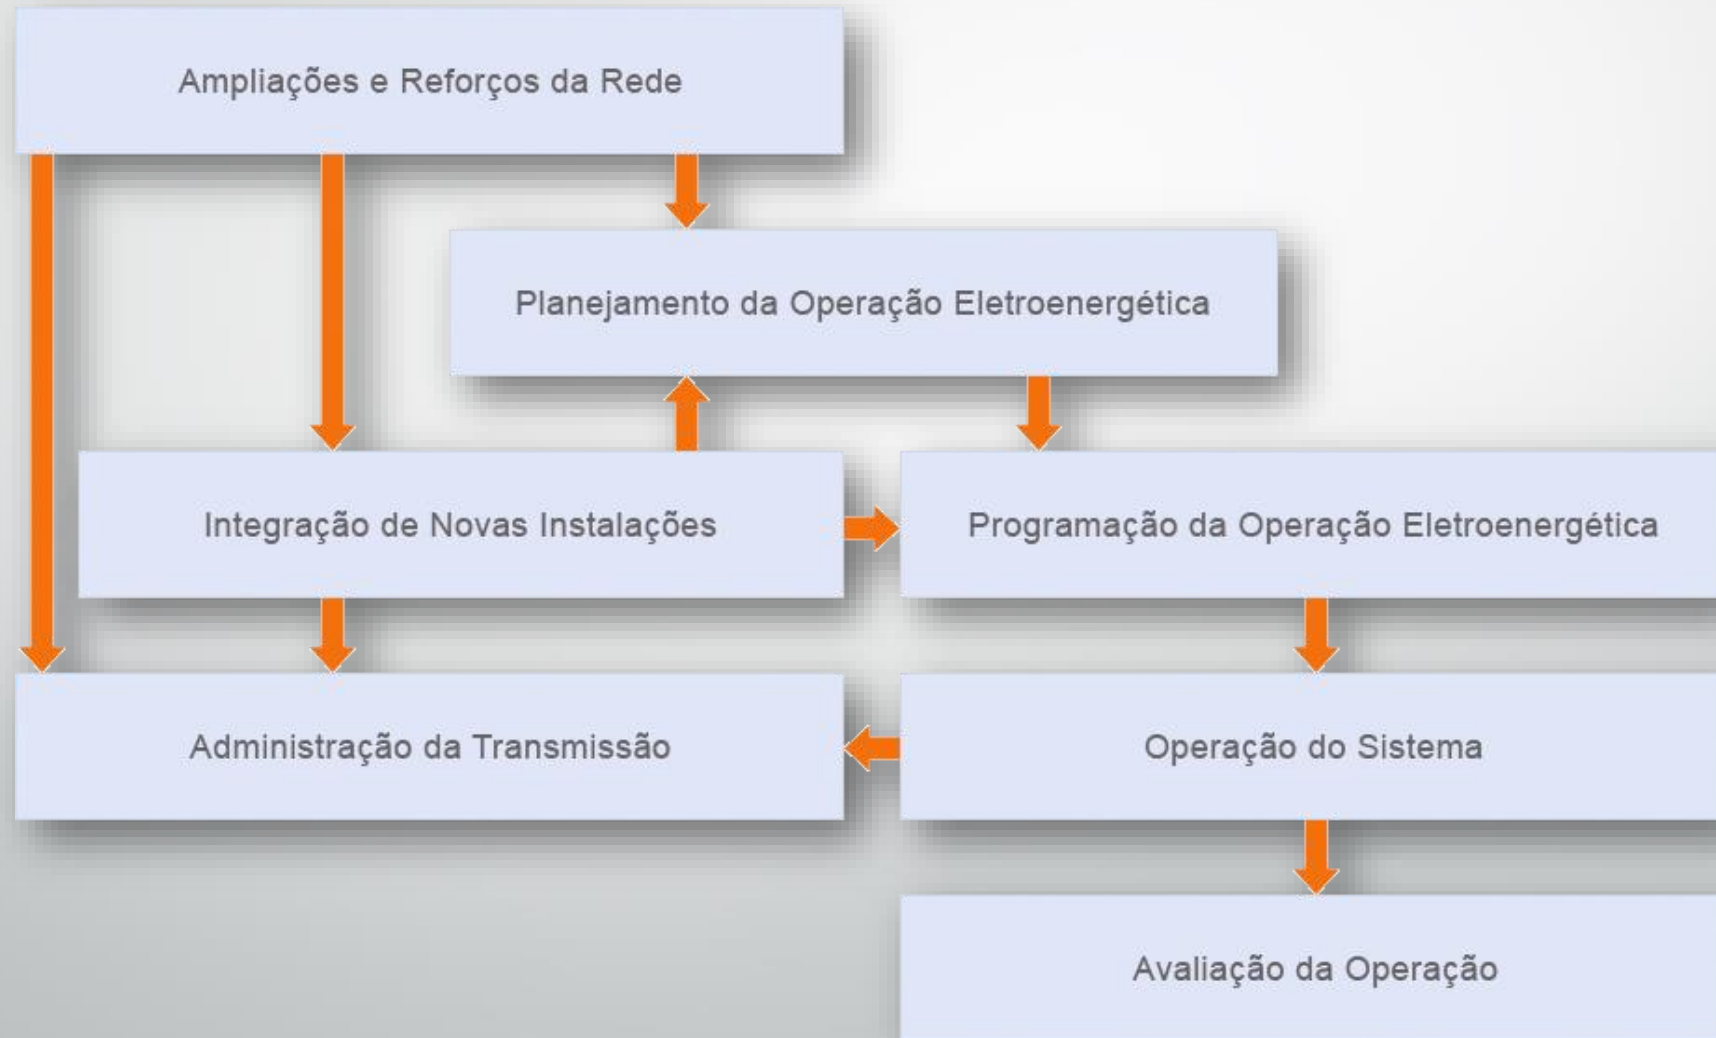 Ampliações e Reforços da Rede
Planejamento da Operação Eletroenergética
Integração de Novas Instalações
Programação da Operação Eletroenergética
Administração da Transmissão
Operação do Sistema
Avaliação da Operação